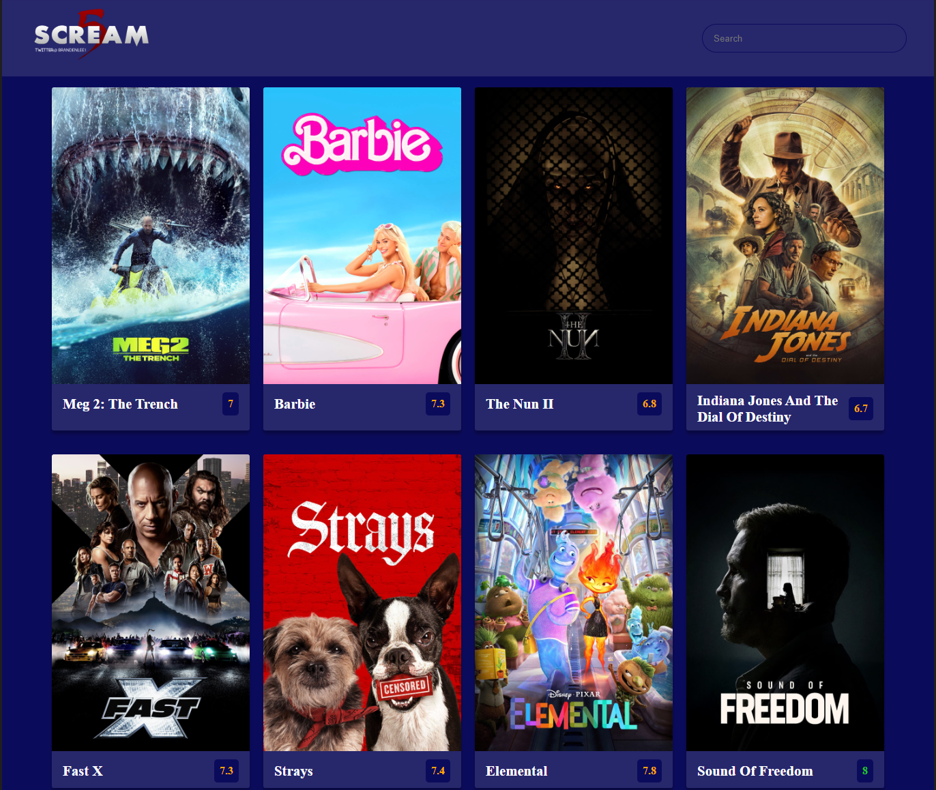 SCREAM
5
Search
Barbie
MEG2
THE TRENCH
THE
NUN
II
INDIANA
JONES
AND THE
DIAL OF DESTINY
Meg 2: The Trench
7
Barbie
7.3
The Nun II
6.8
Indiana Jones And The
Dial Of Destiny
6.7
FAST
X
Strays
CENSORED
Disney PIXAR
ELEMENTAL
SOUND OF
FREEDOM
Fast X
7.3
Strays
7.4
Elemental
7.8
Sound Of Freedom
8